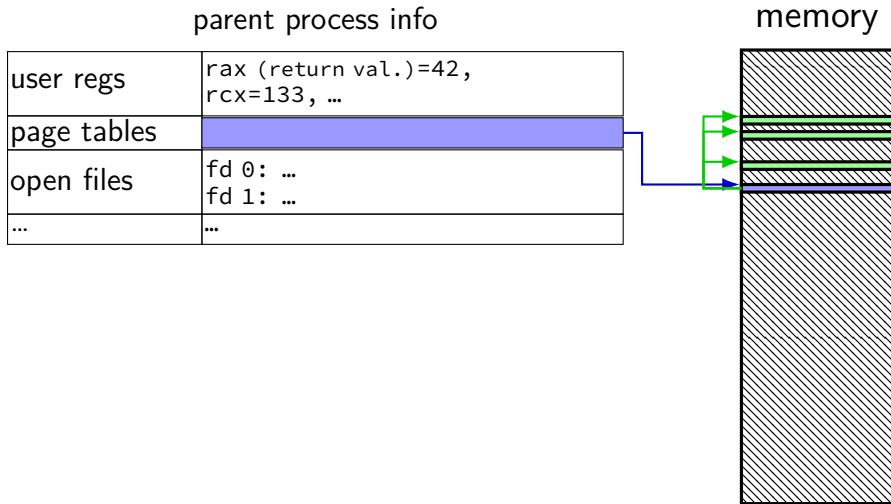 parent process info
memory
user regs
rax (return val.)=42,
rcx=133, …
page tables
open files
fd 0: …
fd 1: …
… …